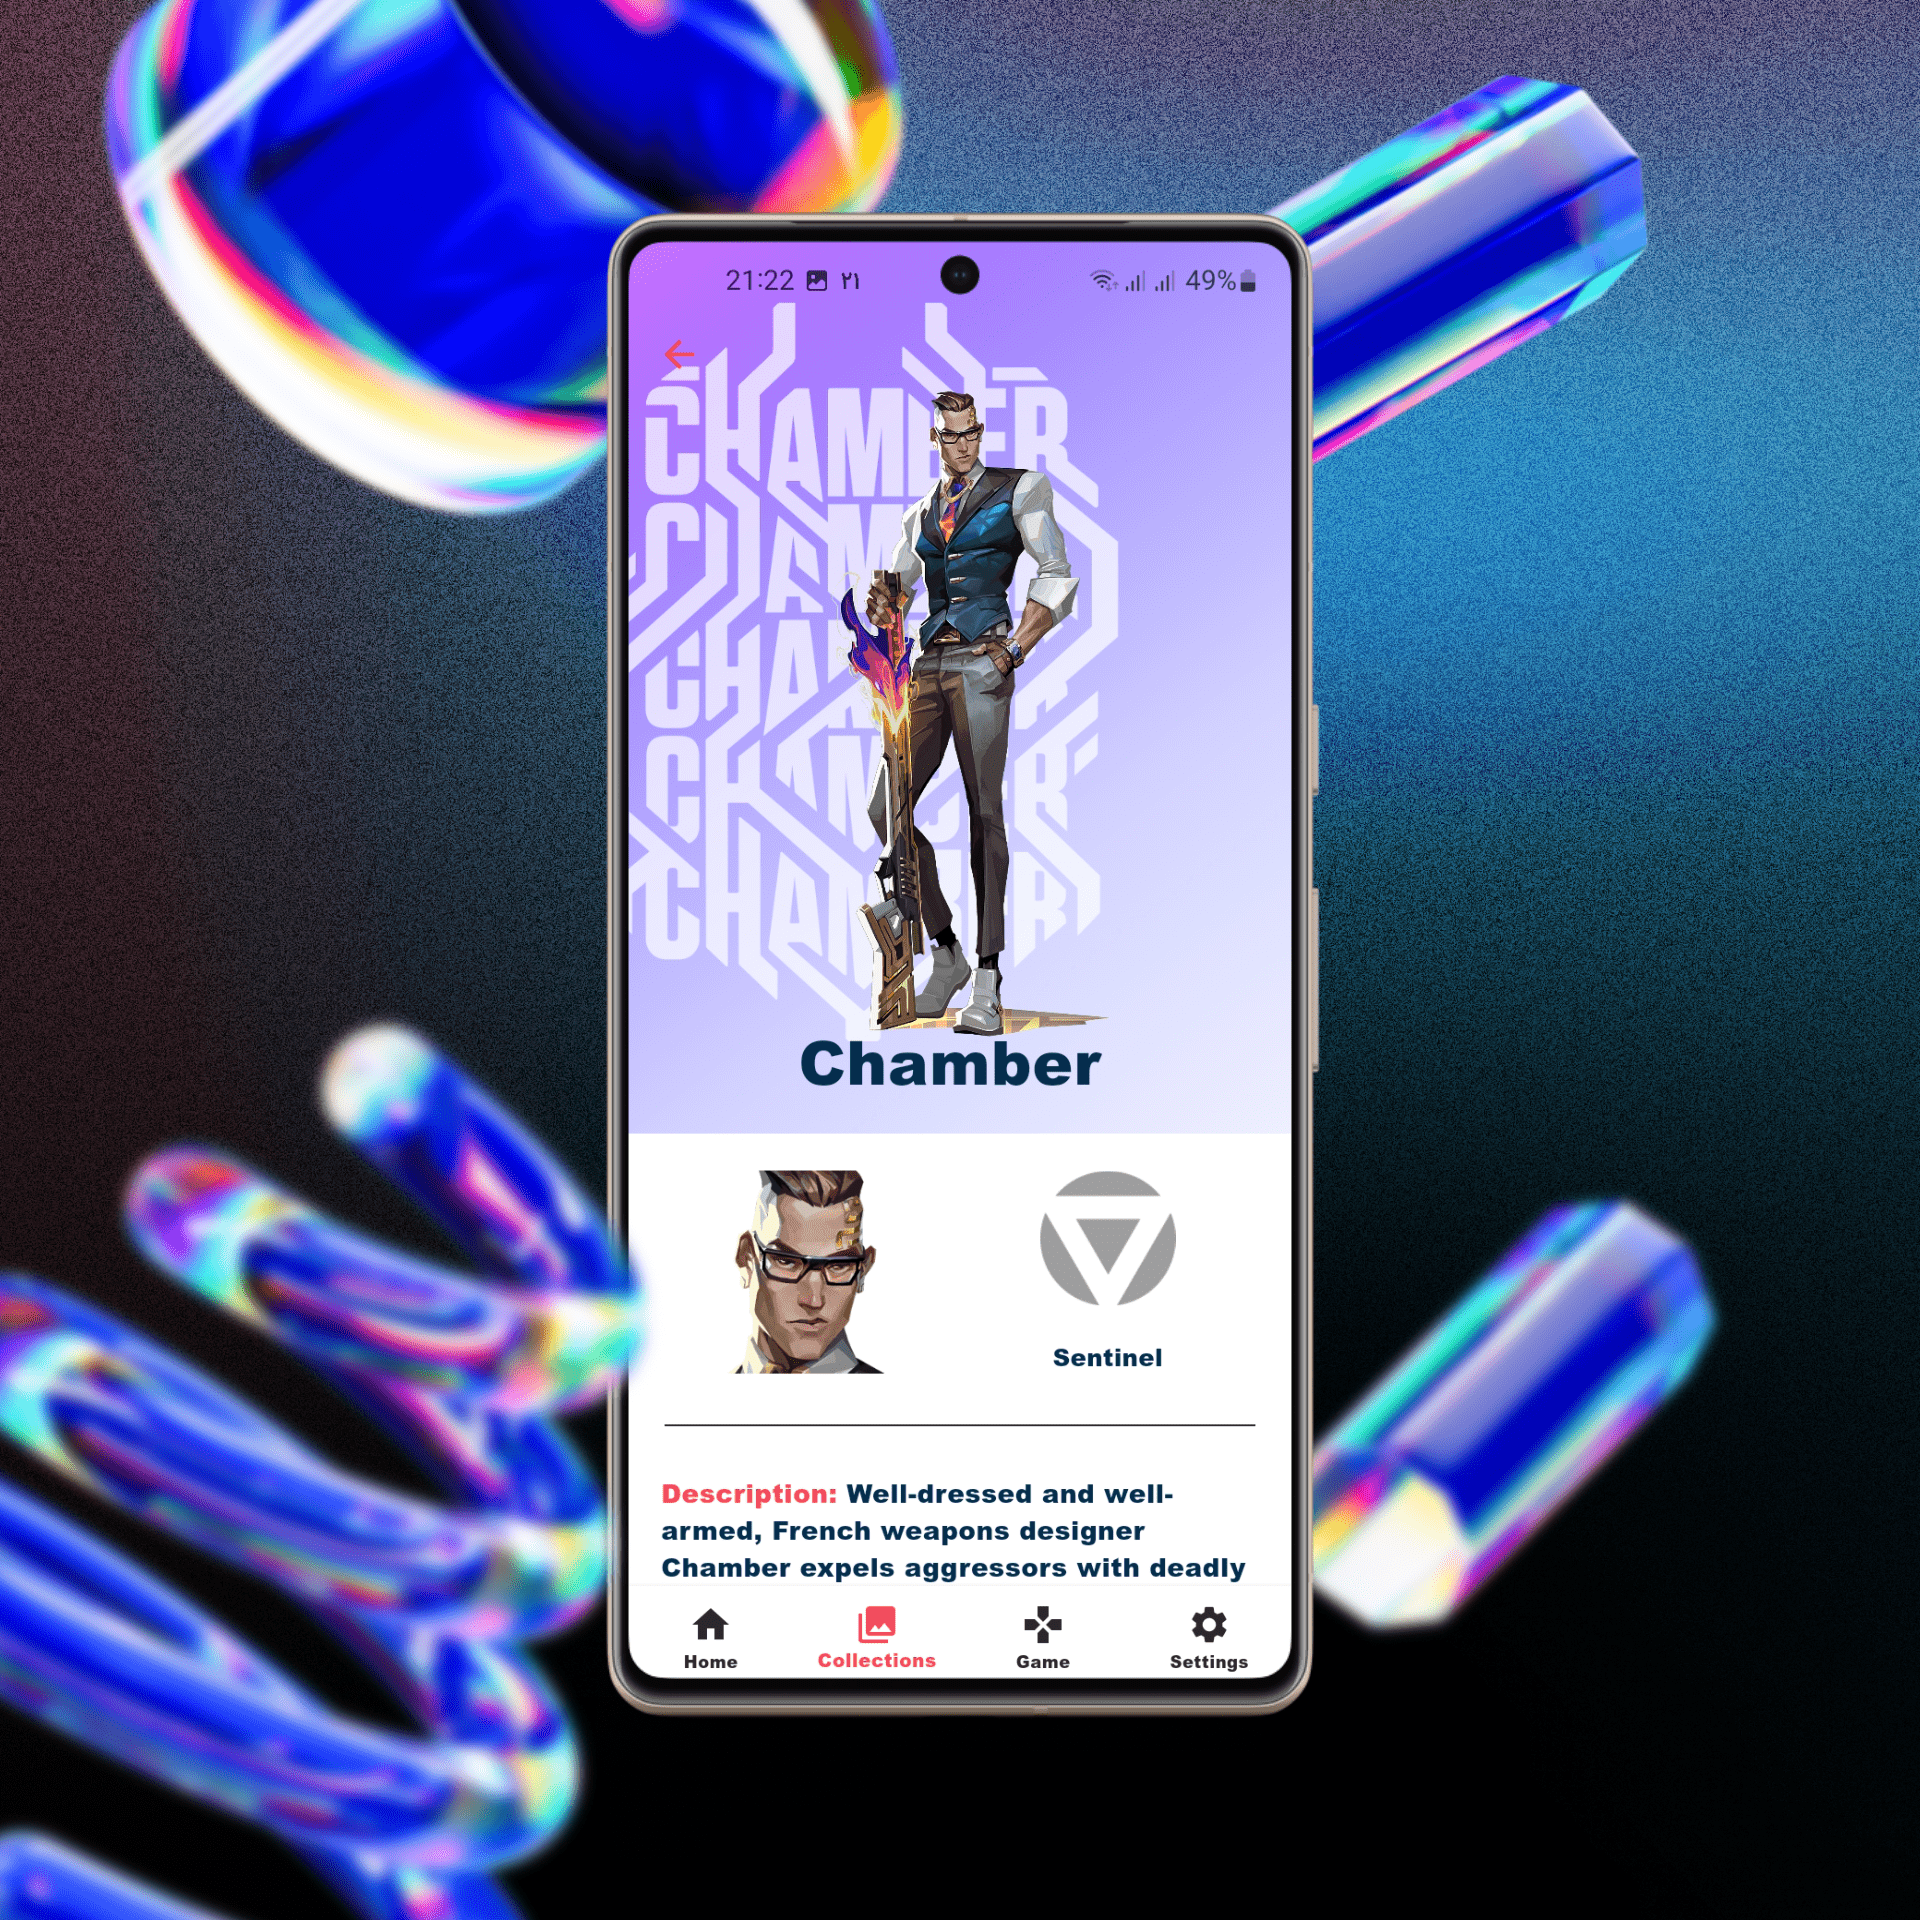 21:22 ۲۱ 49%
CHAMBER
CHAMBER
CHAMBER
CHAMBER
CHAMBER
Chamber
Sentinel
Description: Well-dressed and well-
armed, French weapons designer
Chamber expels aggressors with deadly
Home Collections Game Settings